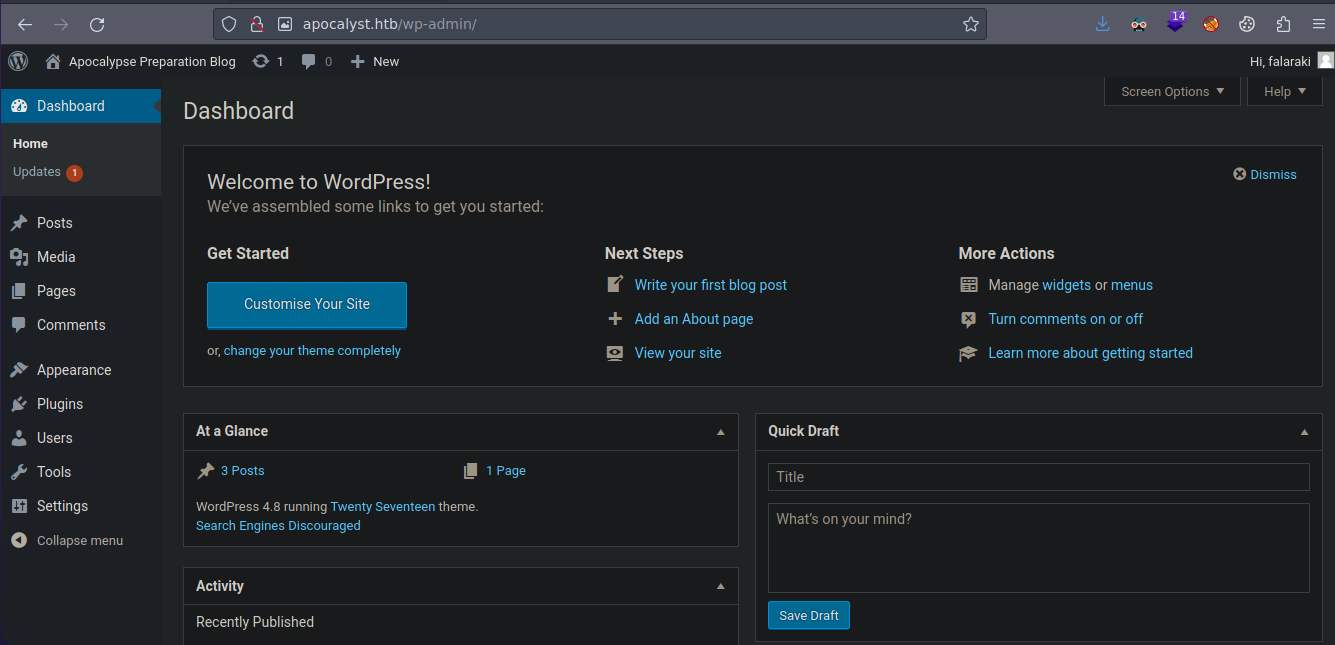 apocalyst.htb/wp-admin/
14
Apocalypse Preparation Blog 1 0 New Hi, falaraki
Screen Options Help
Dashboard
Home
Updates 1
Posts
Media
Pages
Comments
Appearance
Plugins
Users
Tools
Settings
Collapse menu
Dashboard
Welcome to WordPress!
We've assembled some links to get you started:
Dismiss
Get Started
Customise Your Site
or, change your theme completely
Next Steps
Write your first blog post
Add an About page
View your site
More Actions
Manage widgets or menus
Turn comments on or off
Learn more about getting started
At a Glance
3 Posts 1 Page
WordPress 4.8 running Twenty Seventeen theme.
Search Engines Discouraged
Activity
Recently Published
Quick Draft
Title
What's on your mind?
Save Draft